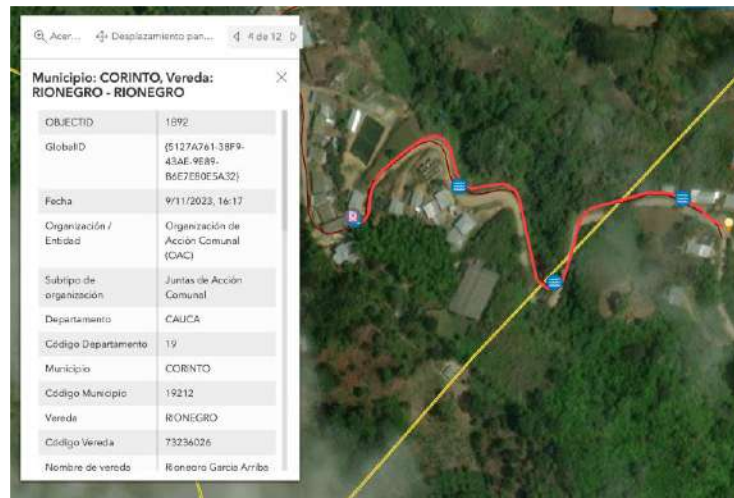 Acer... Desplazamiento pan... 4 de 12
Municipio: CORINTO, Vereda:
RIONEGRO - RIONEGRO
OBJECTID 1892
GlobalID {5127A761-38F9-
43AE-9E89-
B6E7EB0E5A32}
Fecha 9/11/2023, 16:17
Organización / Organización de
Entidad Acción Comunal
(OAC)
Subtipo de Juntas de Acción
organización Comunal
Departamento CAUCA
Código Departamento 19
Municipio CORINTO
Código Municipio 19212
Vereda RIONEGRO
Código Vereda 73236026
Nombre de vereda Rionegro Garcia Arriba
R